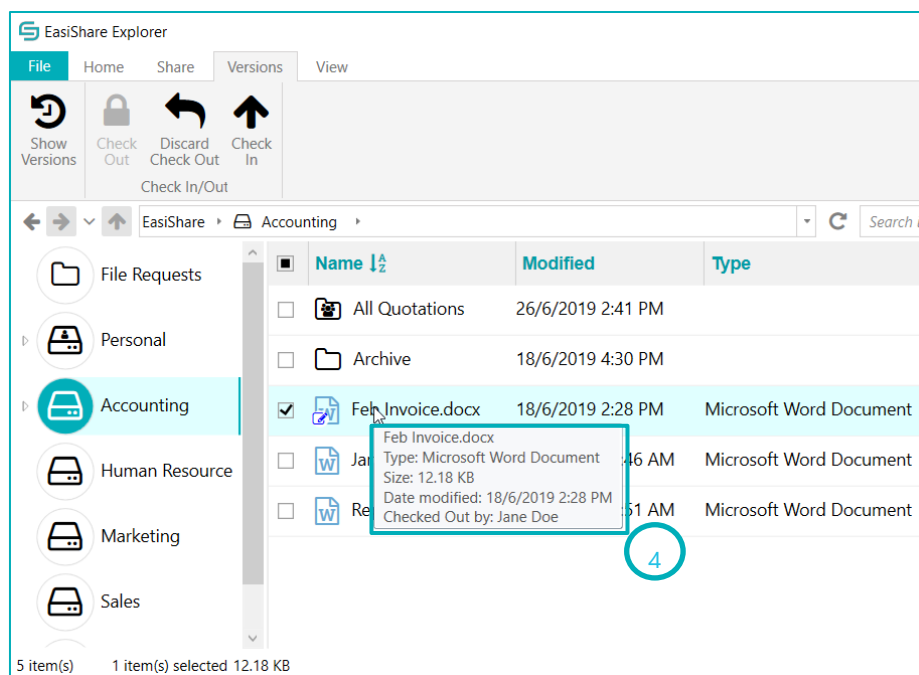 EasiShare Explorer
File Home Share Versions View
Show Versions
Check Out
Discard Check Out
Check In
Check In/Out
EasiShare Accounting Search
Name Modified Type
File Requests
Personal
Accounting
Human Resource
Marketing
Sales
All Quotations 26/6/2019 2:41 PM
Archive 18/6/2019 4:30 PM
Feb Invoice.docx 18/6/2019 2:28 PM Microsoft Word Document
Feb Invoice.docx
Type: Microsoft Word Document
Size: 12.18 KB
Date modified: 18/6/2019 2:28 PM
Checked Out by: Jane Doe
:46 AM Microsoft Word Document
:51 AM Microsoft Word Document
4
5 item(s) 1 item(s) selected 12.18 KB